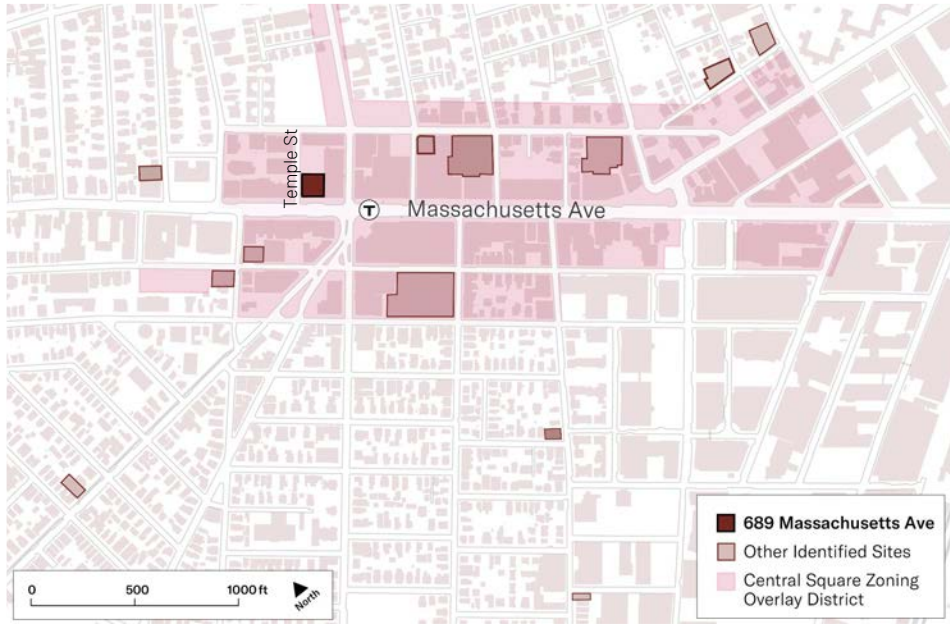 Temple St
T
Massachusetts Ave
689 Massachusetts Ave
Other Identified Sites
Central Square Zoning
Overlay District
0 500 1000 ft
North